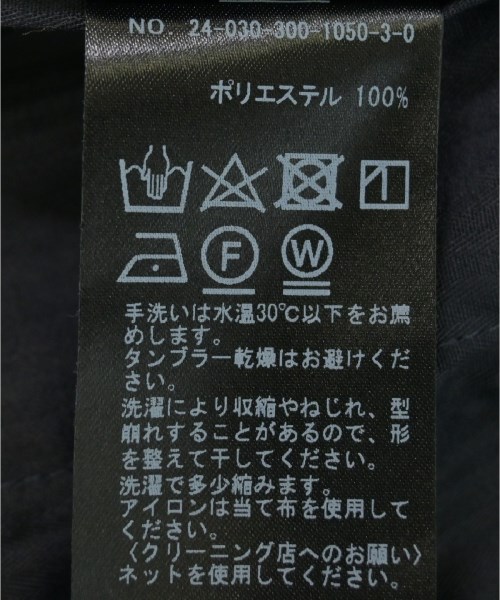 NO. 24-030-300-1050-3-0
ポリエステル 100%
F
W
手洗いは水温30℃以下をお薦
めします。
タンブラー乾燥はお避けくだ
さい。
洗濯により収縮やねじれ、型
崩れすることがあるので、形
を整えて干してください。
洗濯で多少縮みます。
アイロンは当て布を使用して
ください。
〈クリーニング店へのお願い〉
ネットを使用してください。